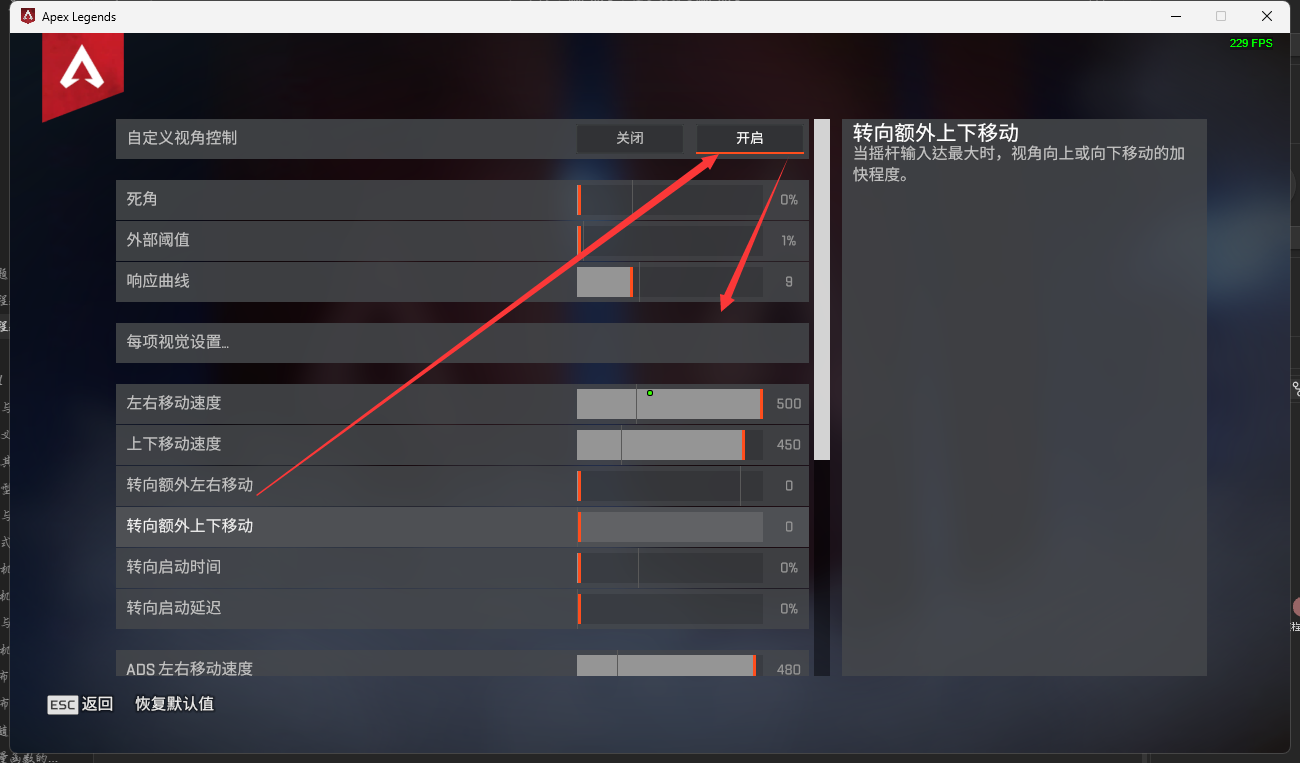 Apex Legends
229 FPS
自定义视角控制 关闭 开启
死角 0%
外部阈值 1%
响应曲线 9
每项视觉设置...
左右移动速度 500
上下移动速度 450
转向额外左右移动 0
转向额外上下移动 0
转向启动时间 0%
转向启动延迟 0%
ADS 左右移动速度 480
转向额外上下移动
当摇杆输入达最大时，视角向上或向下移动的加
快程度。
ESC 返回 恢复默认值